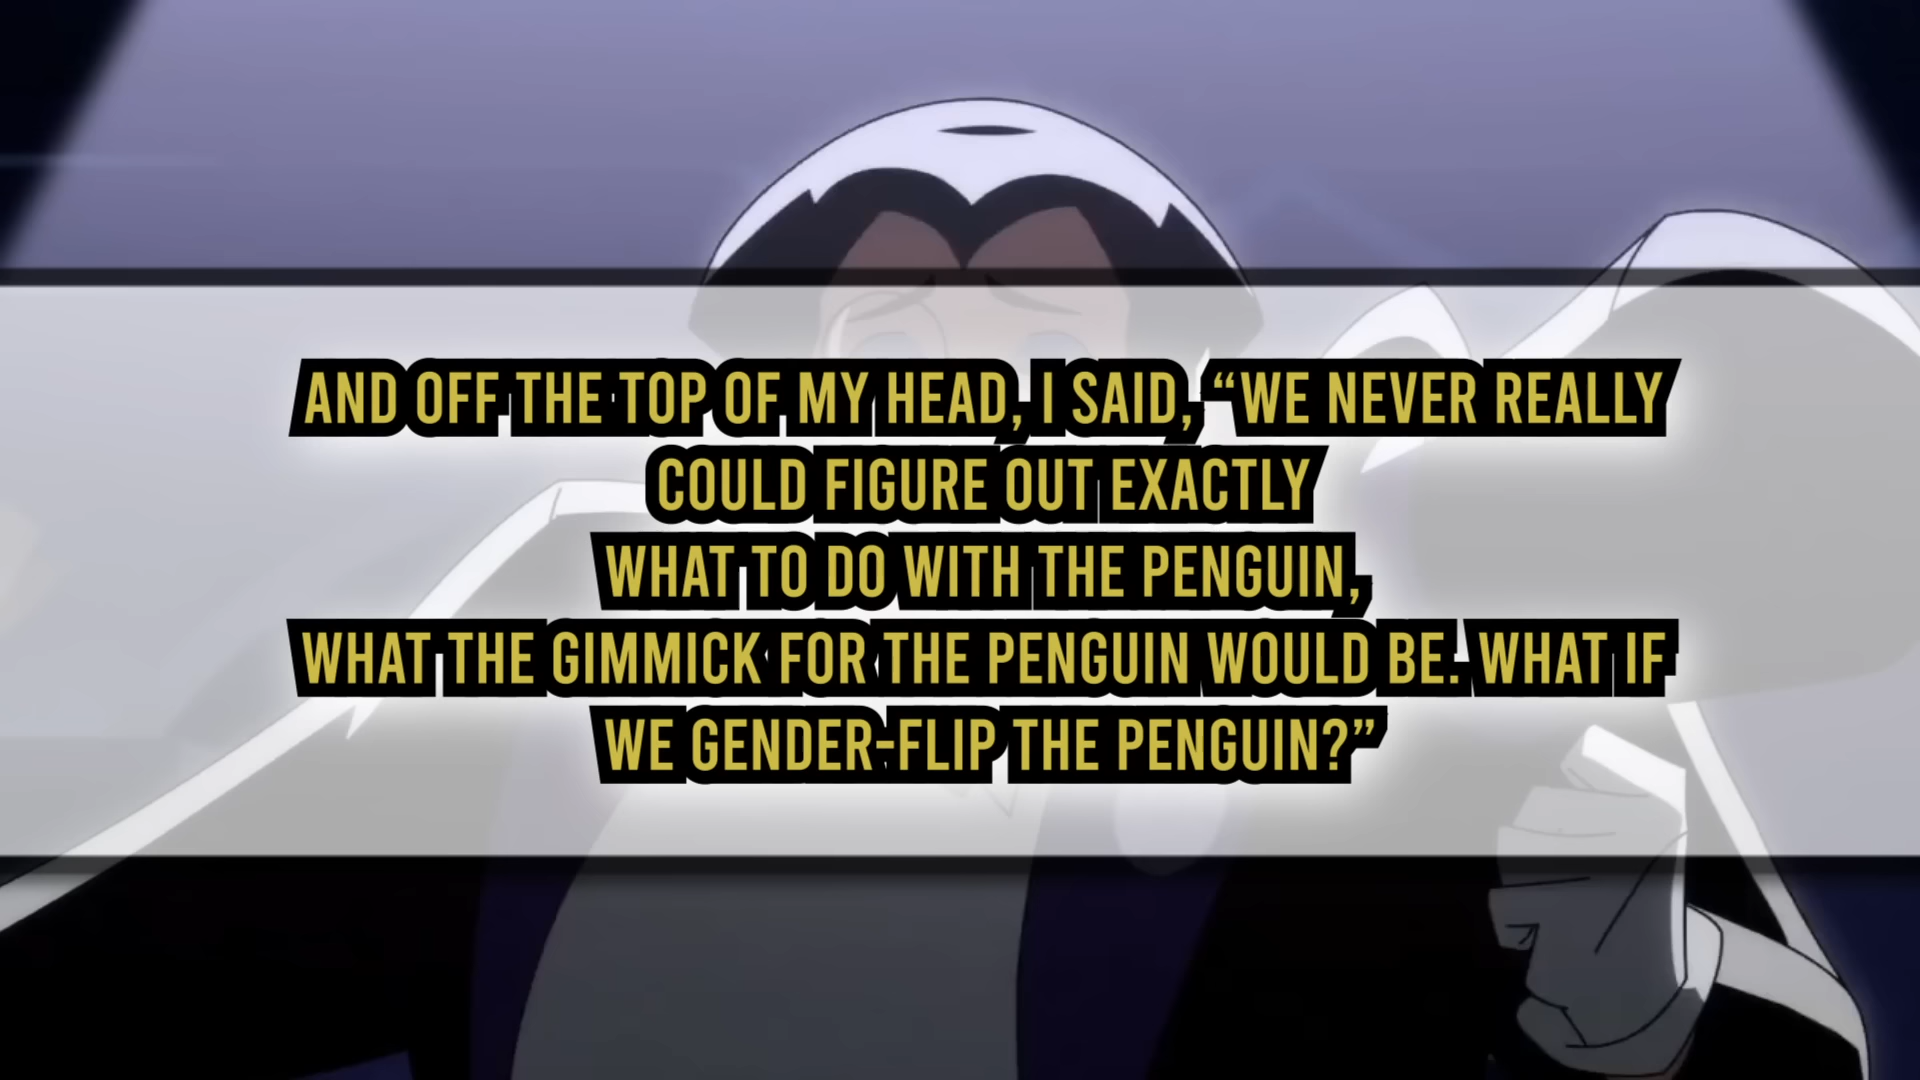 AND OFF THE TOP OF MY HEAD, I SAID, “WE NEVER REALLY
COULD FIGURE OUT EXACTLY
WHAT TO DO WITH THE PENGUIN,
WHAT THE GIMMICK FOR THE PENGUIN WOULD BE. WHAT IF
WE GENDER-FLIP THE PENGUIN?”